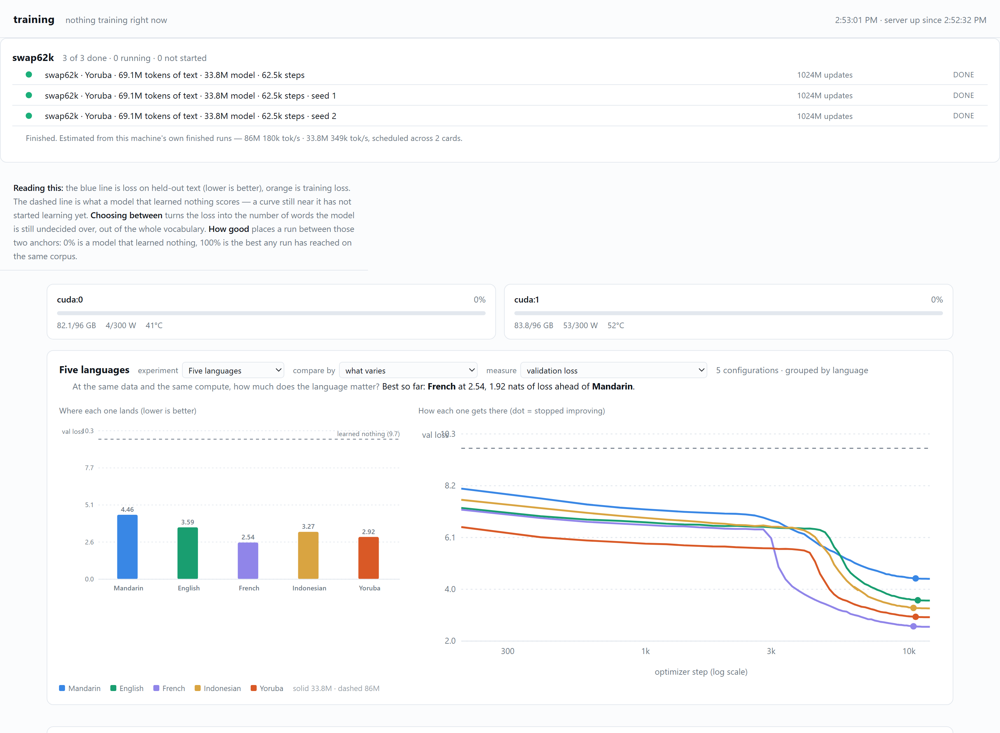 training nothing training right now 2:53:01 PM · server up since 2:52:32 PM
swap62k 3 of 3 done · 0 running · 0 not started
swap62k · Yoruba · 69.1M tokens of text · 33.8M model · 62.5k steps 1024M updates DONE
swap62k · Yoruba · 69.1M tokens of text · 33.8M model · 62.5k steps · seed 1 1024M updates DONE
swap62k · Yoruba · 69.1M tokens of text · 33.8M model · 62.5k steps · seed 2 1024M updates DONE
Finished. Estimated from this machine's own finished runs — 86M 180k tok/s · 33.8M 349k tok/s, scheduled across 2 cards.
Reading this: the blue line is loss on held-out text (lower is better), orange is training loss.
The dashed line is what a model that learned nothing scores — a curve still near it has not
started learning yet. Choosing between turns the loss into the number of words the model
is still undecided over, out of the whole vocabulary. How good places a run between those
two anchors: 0% is a model that learned nothing, 100% is the best any run has reached on
the same corpus.
cuda:0 0%
82.1/96 GB 4/300 W 41°C
cuda:1 0%
83.8/96 GB 53/300 W 52°C
Five languages experiment Five languages compare by what varies measure validation loss 5 configurations · grouped by language
At the same data and the same compute, how much does the language matter? Best so far: French at 2.54, 1.92 nats of loss ahead of Mandarin.
Where each one lands (lower is better)
val loss
10.3
learned nothing (9.7)
7.7
5.1
2.6
0.0
4.46
3.59
2.54
3.27
2.92
Mandarin English French Indonesian Yoruba
How each one gets there (dot = stopped improving)
val loss
10.3
8.2
6.1
4.0
2.0
300 1k 3k 10k
optimizer step (log scale)
Mandarin English French Indonesian Yoruba solid 33.8M · dashed 86M